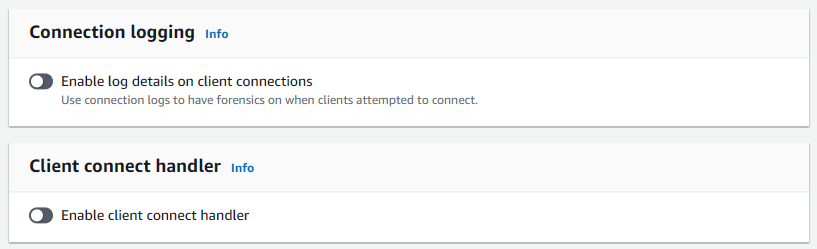 Connection logging Info
Enable log details on client connections
Use connection logs to have forensics on when clients attempted to connect.
Client connect handler Info
Enable client connect handler